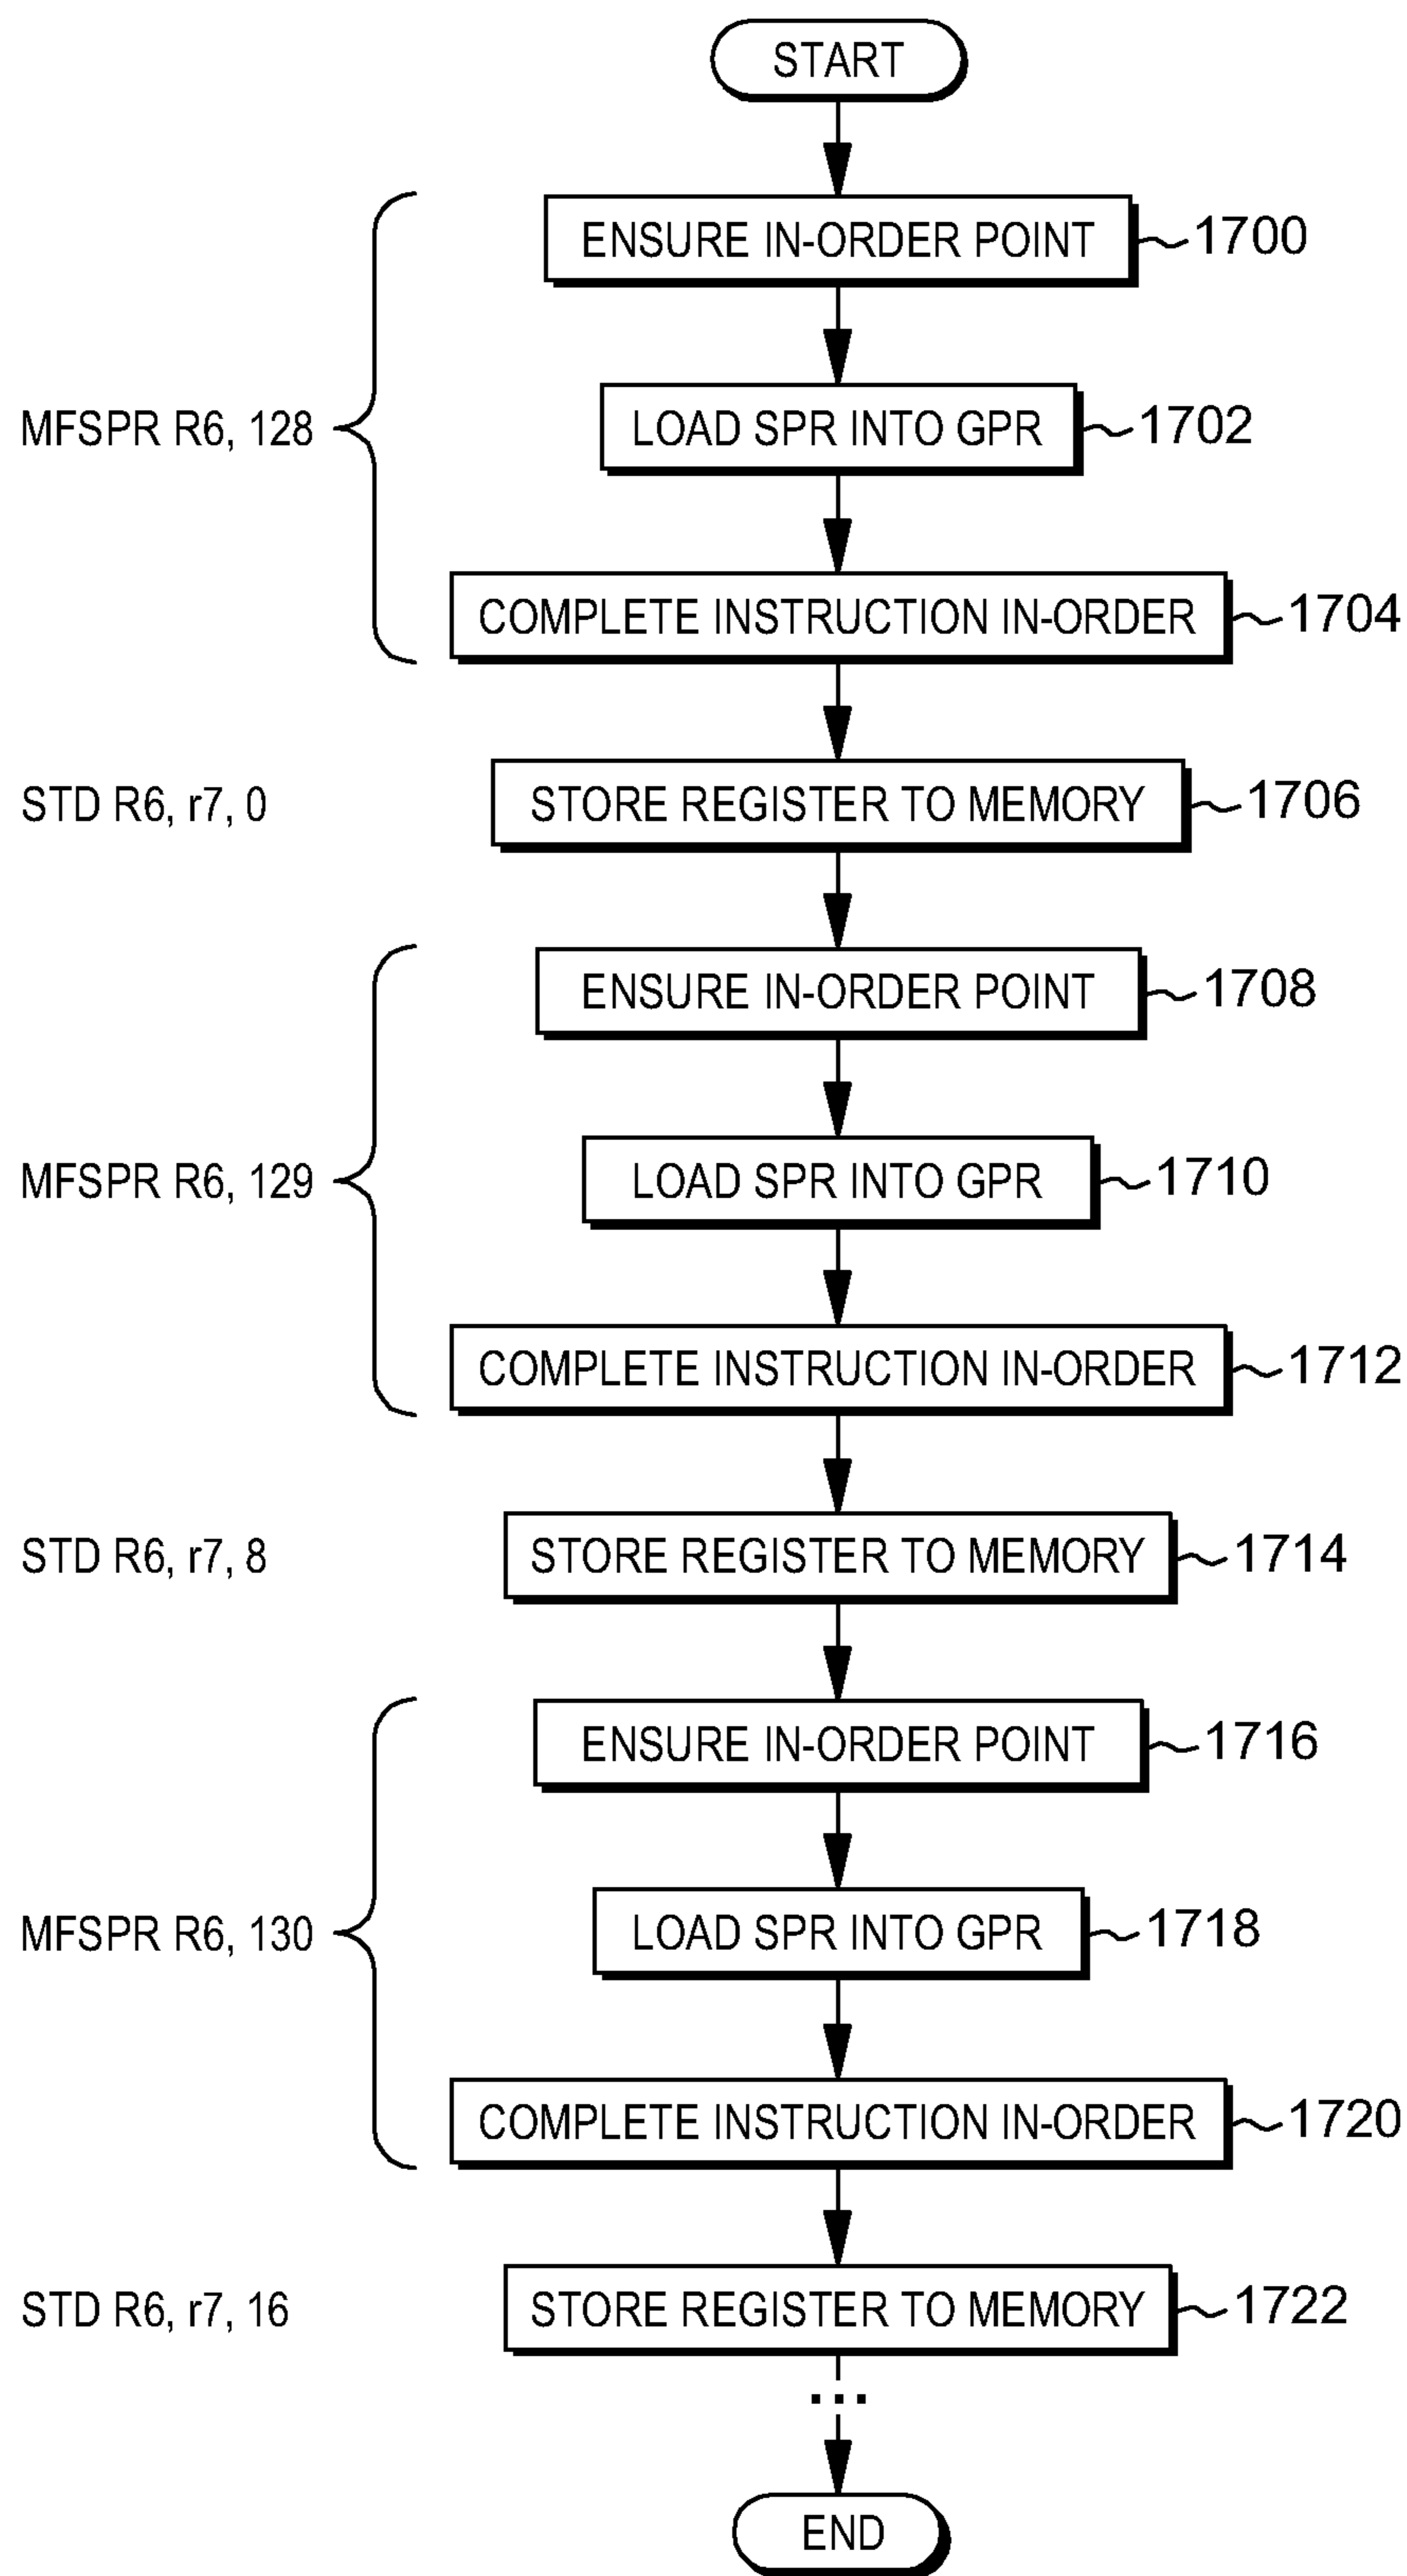 START
ENSURE IN-ORDER POINT 1700
MFSPR R6, 128 LOAD SPR INTO GPR 1702
COMPLETE INSTRUCTION IN-ORDER 1704
STD R6, r7, 0 STORE REGISTER TO MEMORY 1706
ENSURE IN-ORDER POINT 1708
MFSPR R6, 129 LOAD SPR INTO GPR 1710
COMPLETE INSTRUCTION IN-ORDER 1712
STD R6, r7, 8 STORE REGISTER TO MEMORY 1714
ENSURE IN-ORDER POINT 1716
MFSPR R6, 130 LOAD SPR INTO GPR 1718
COMPLETE INSTRUCTION IN-ORDER 1720
STD R6, r7, 16 STORE REGISTER TO MEMORY 1722
...
END